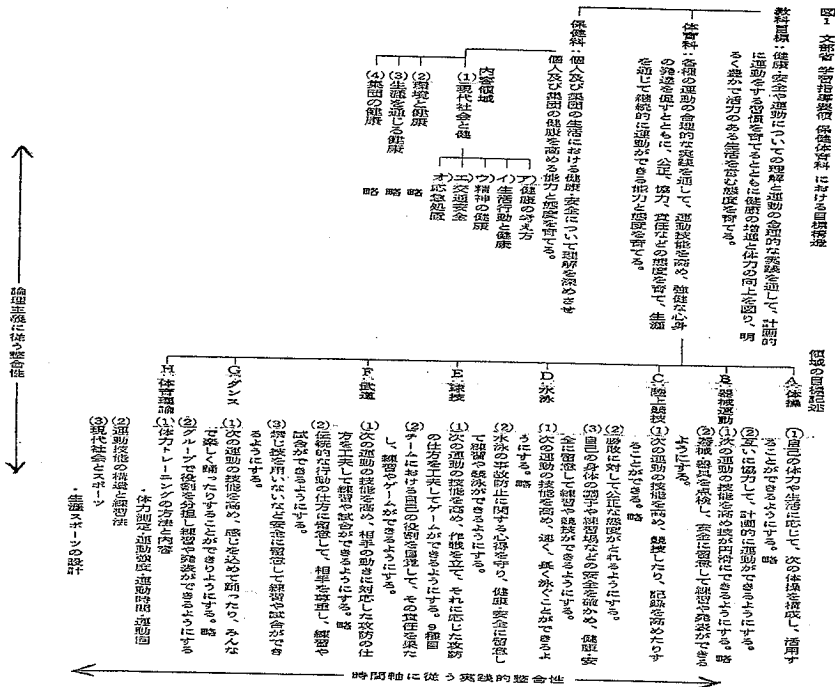 図1 文部省 学習指導要領 保健体育科 における目標構造
教科目標：健康・安全や運動についての理解と運動の合理的な実践を通して、計画的
に運動をする習慣を育てるとともに健康の増進と体力の向上を図り、明
るく豊かで活力のある生活を営む態度を育てる。
体育科：各種の運動の合理的な実践を通して、運動技能を高め、強健な心身
の発達を促すとともに、公正、協力、責任などの態度を育て、生涯
を通じて継続的に運動ができる能力と態度を育てる。
保健科：個人及び集団の生活における健康・安全について理解を深めさせ
個人及び集団の健康を高める能力と態度を育てる。
内容領域
(1)現代社会と健
ア）健康の考え方
イ）生活行動と健康
ウ）精神の健康
エ）交通安全
オ）応急処置
(2)環境と健康 略
(3)生涯を通じる健康 略
(4)集団の健康 略
領域の目標記述
A 体操 (1)自己の体力や生活に応じて、次の体操を構成し、活用す
ることができるようにする。略
(2)互いに協力して、計画的に運動ができるようにする。
B 器械運動 (1)次の運動の技能を高め技が円滑にできるようにする。略
(2)器械・器具を点検し、安全に留意して練習や発表ができる
ようにする。
C 陸上競技 (1)次の運動の技能を高め、競技したり、記録を高めたりす
ることができる。
(2)勝敗に対して公正な態度がとれるようにする。略
(3)自己の身体の調子や練習場などの安全を確かめ、健康・安
全に留意して練習や競技ができるようにする。
D 水泳 (1)次の運動の技能を高め、速く、長く泳ぐことができるよ
うにする。略
(2)水泳の事故防止に関する心得を守り、健康・安全に留意し
て練習や競泳ができるようにする。
E 球技 (1)次の運動の技能を高め、作戦を立て、それに応じた攻防
の仕方を工夫してゲームができるようにする。9種目
(2)チームにおける自己の役割を自覚して、その責任を果た
し、練習やゲームができるようにする。
F 武道 (1)次の運動の技能を高め、相手の動きに対応した攻防の仕
方を工夫して練習や試合ができるようにする。略
(2)伝統的な行動の仕方に留意して、相手を尊重し、練習や
試合ができるようにする。
(3)禁じ技を用いないなど安全に留意して練習や試合ができ
るようにする。
G ダンス (1)次の運動の技能を高め、感じを込めて踊ったり、みんな
で楽しく踊ったりすることができるようにする。略
(2)グループで役割を分担し練習や発表ができるようにする
H 体育理論 (1)体力トレーニングの方法と内容
・体力測定・運動強度・運動時間・運動回
(2)運動技能の構造と練習法
(3)現代社会とスポーツ
・生涯スポーツの設計
論理主義に従う整合性
時間軸に従う実践的整合性